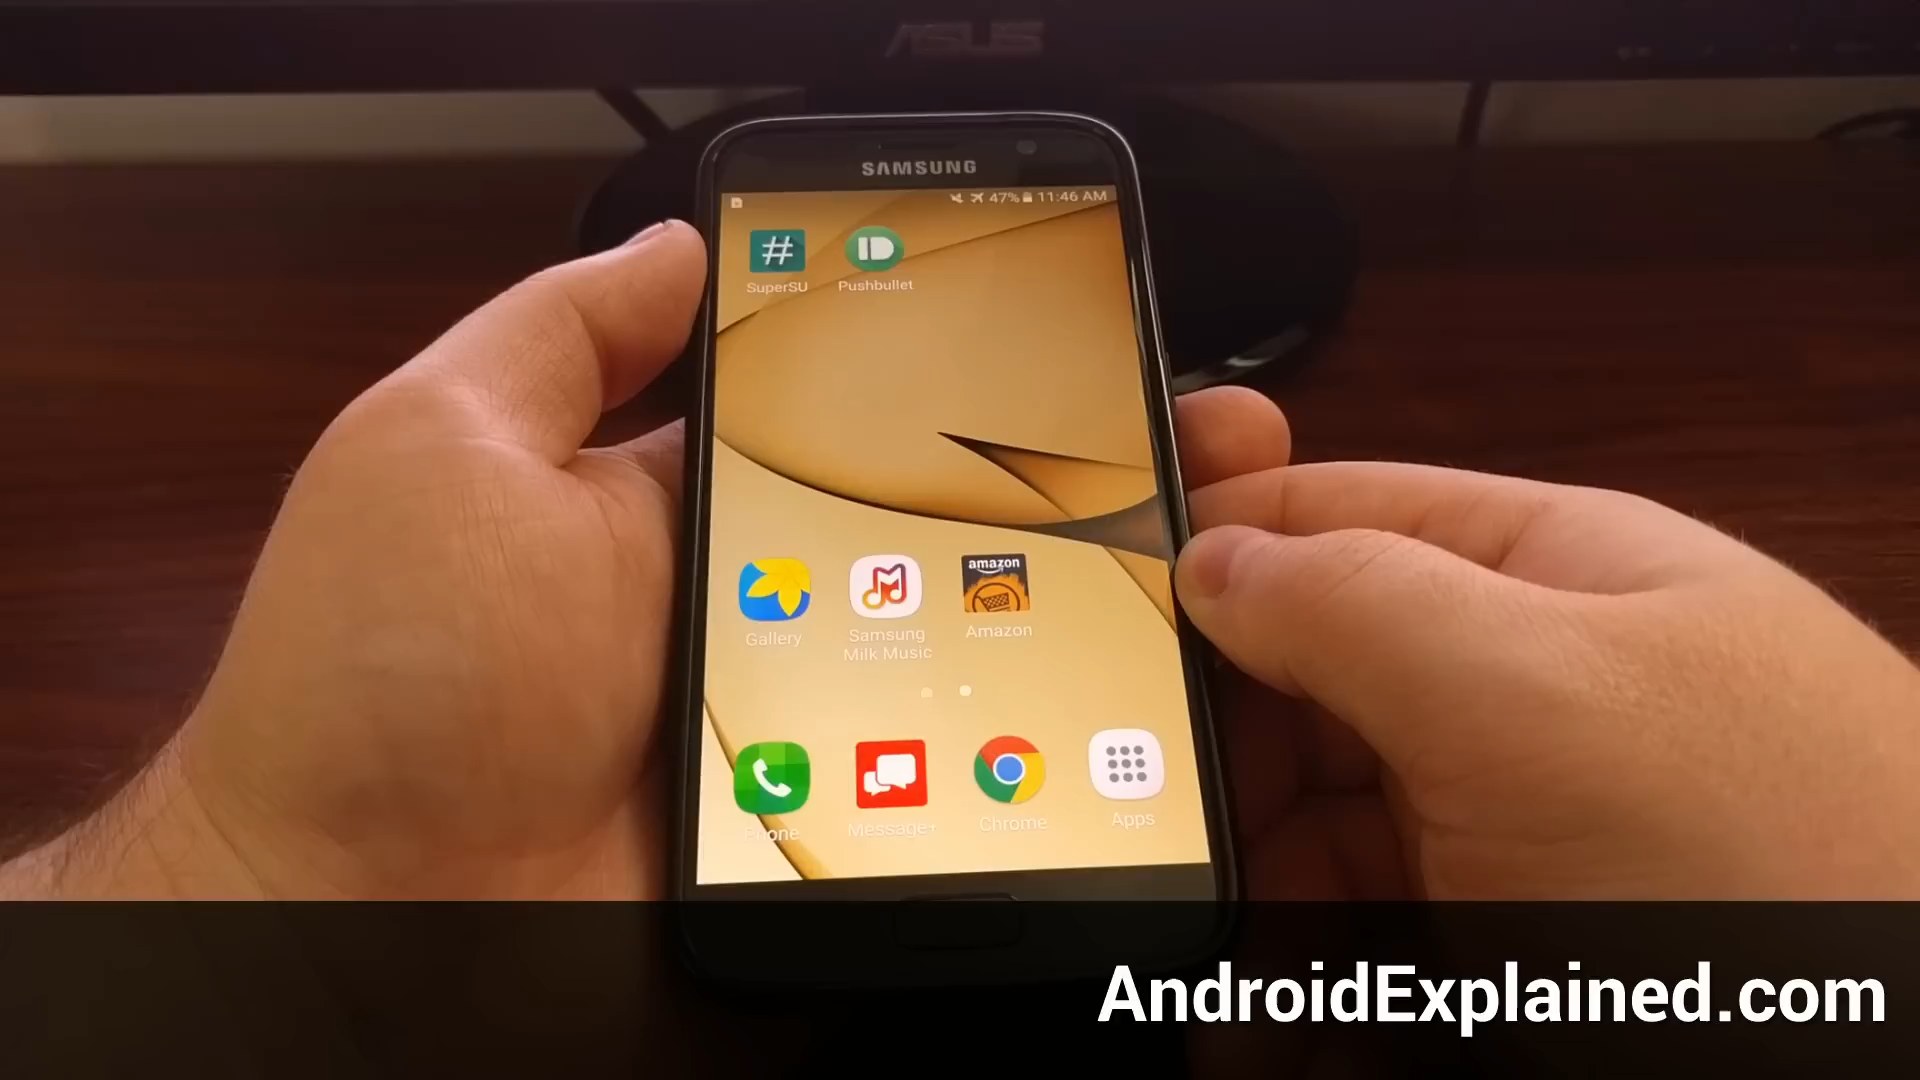 ASUS
SAMSUNG
47% 11:46 AM
SuperSU
Pushbullet
amazon
Gallery
Samsung
Milk Music
Amazon
Phone
Message+
Chrome
Apps
AndroidExplained.com